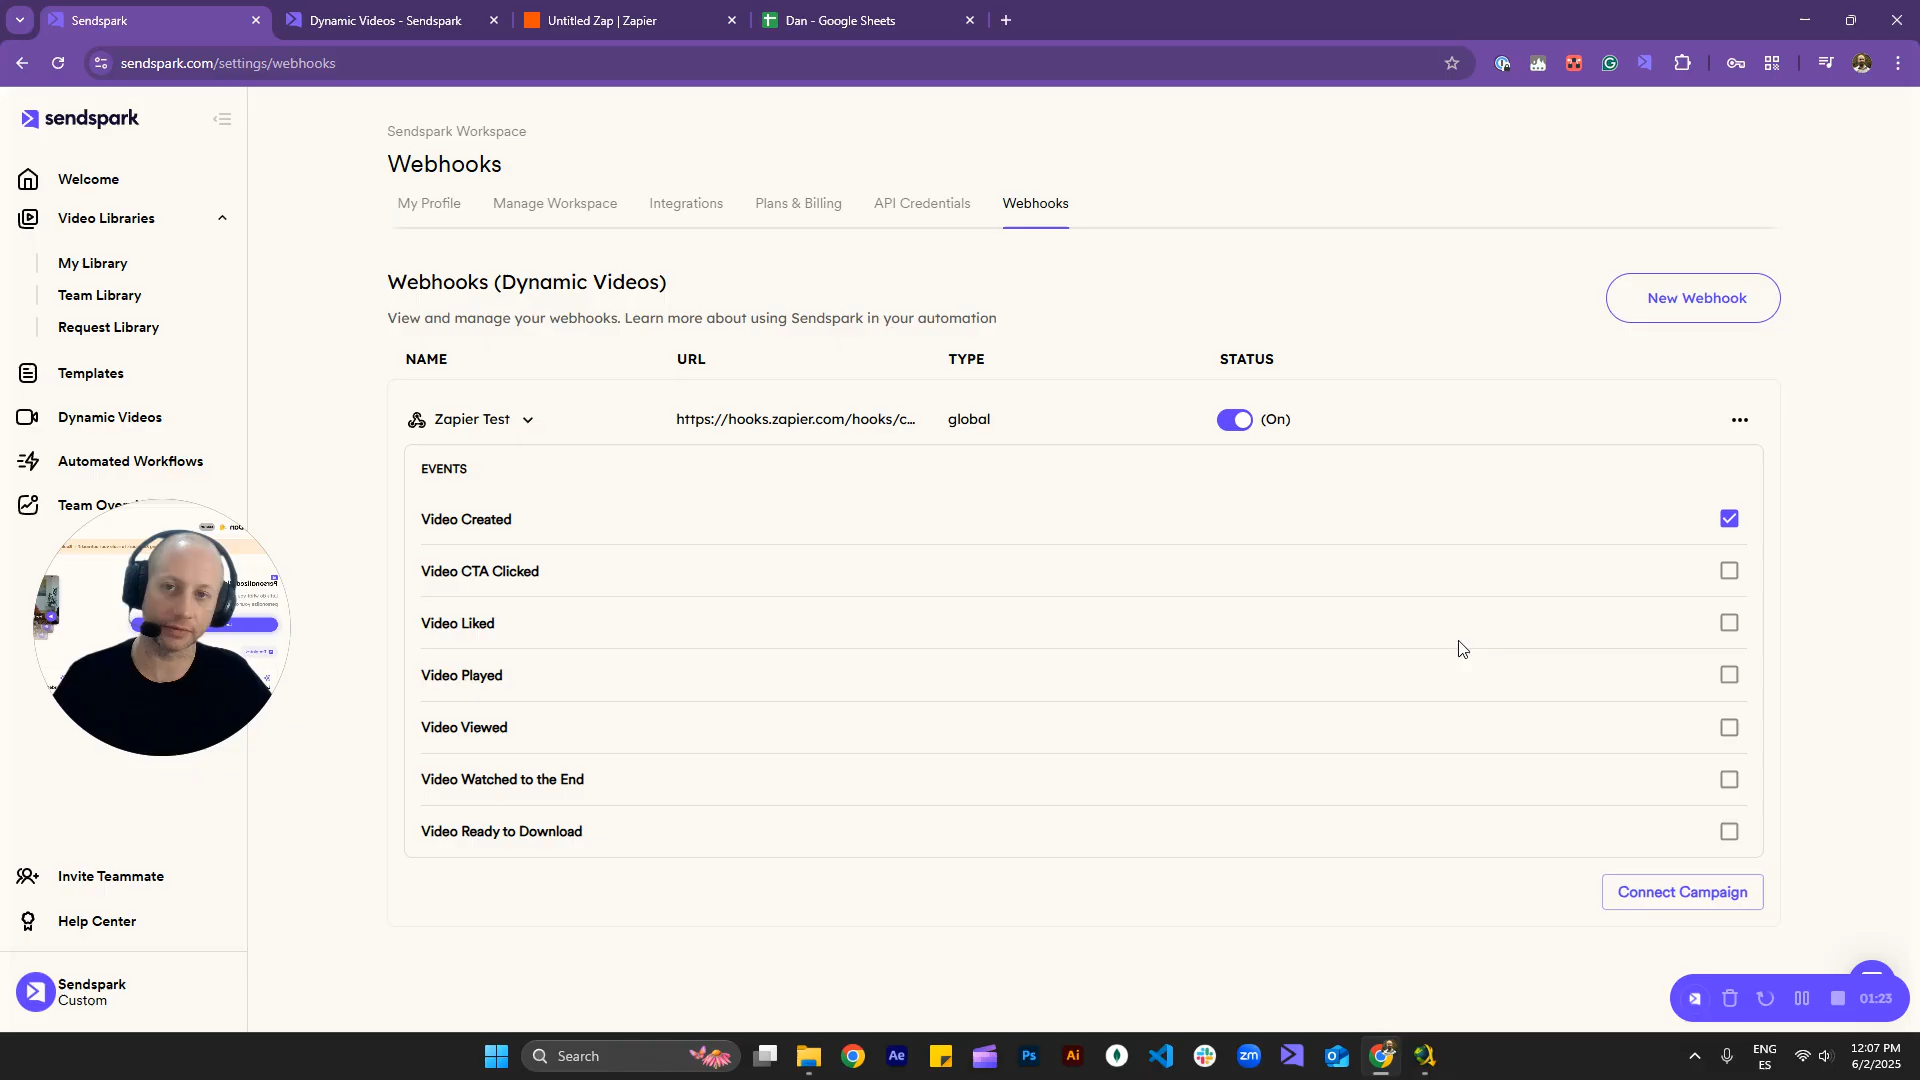 Sendspark
Dynamic Videos - Sendspark
Untitled Zap | Zapier
Dan - Google Sheets
sendspark.com/settings/webhooks
sendspark
Welcome
Video Libraries
My Library
Team Library
Request Library
Templates
Dynamic Videos
Automated Workflows
Team Over
Invite Teammate
Help Center
Sendspark
Custom
Sendspark Workspace
Webhooks
My Profile
Manage Workspace
Integrations
Plans & Billing
API Credentials
Webhooks
Webhooks (Dynamic Videos)
View and manage your webhooks. Learn more about using Sendspark in your automation
New Webhook
NAME
URL
TYPE
STATUS
Zapier Test
https://hooks.zapier.com/hooks/c...
global
(On)
EVENTS
Video Created
Video CTA Clicked
Video Liked
Video Played
Video Viewed
Video Watched to the End
Video Ready to Download
Connect Campaign
01:23
Search
Ae
Ps
Ai
zm
ENG
ES
12:07 PM
6/2/2025